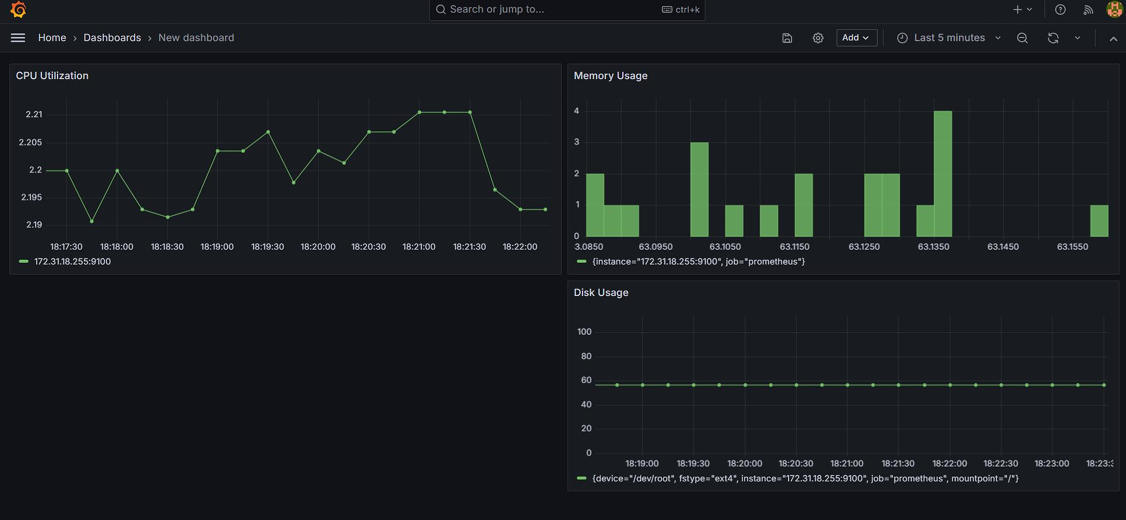 Search or jump to... ctrl+k
Home › Dashboards › New dashboard
Add
Last 5 minutes
CPU Utilization
2.21
2.205
2.2
2.195
2.19
18:17:30 18:18:00 18:18:30 18:19:00 18:19:30 18:20:00 18:20:30 18:21:00 18:21:30 18:22:00
172.31.18.255:9100
Memory Usage
4
3
2
1
0
3.0850 63.0950 63.1050 63.1150 63.1250 63.1350 63.1450 63.1550
{instance="172.31.18.255:9100", job="prometheus"}
Disk Usage
100
80
60
40
20
0
18:19:00 18:19:30 18:20:00 18:20:30 18:21:00 18:21:30 18:22:00 18:22:30 18:23:00 18:23:3
{device="/dev/root", fstype="ext4", instance="172.31.18.255:9100", job="prometheus", mountpoint="/"}